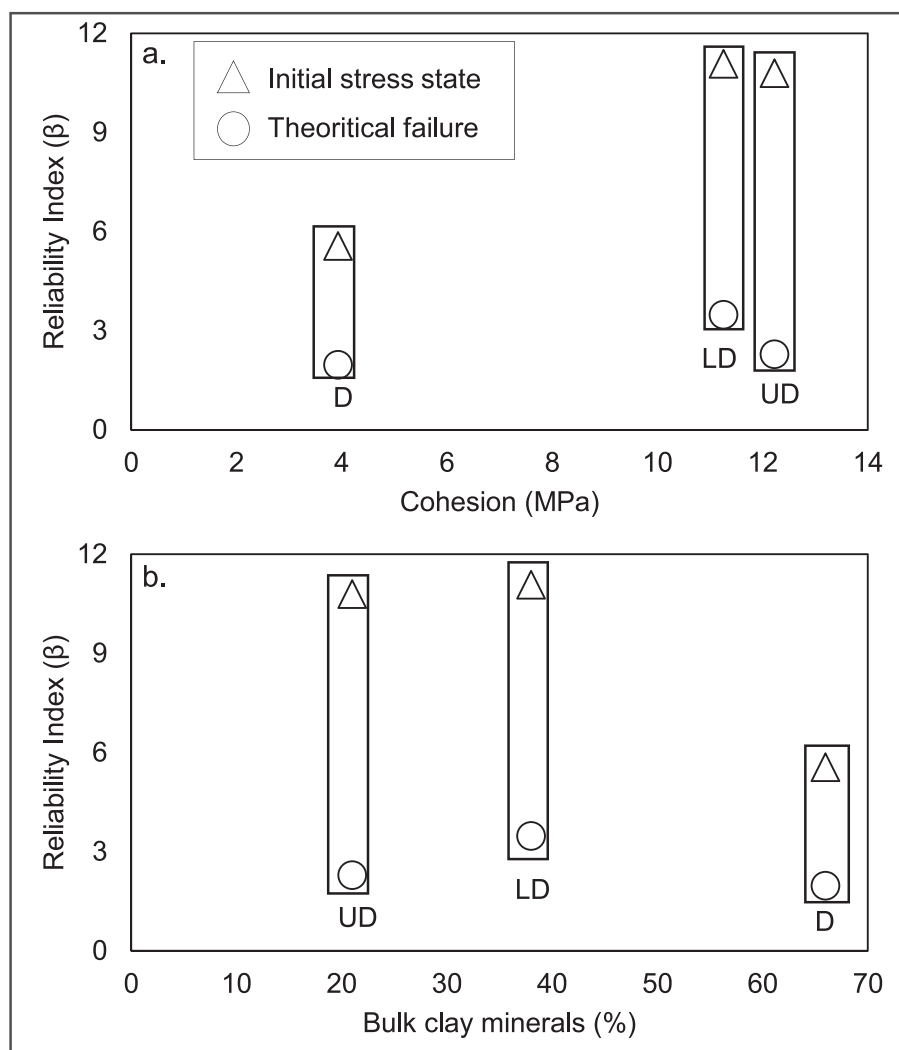 a.
Initial stress state
Theoritical failure
Reliability Index (β)
12
9
6
3
0
D
LD
UD
0 2 4 6 8 10 12 14
Cohesion (MPa)
b.
Reliability Index (β)
12
9
6
3
0
UD
LD
D
0 10 20 30 40 50 60 70
Bulk clay minerals (%)